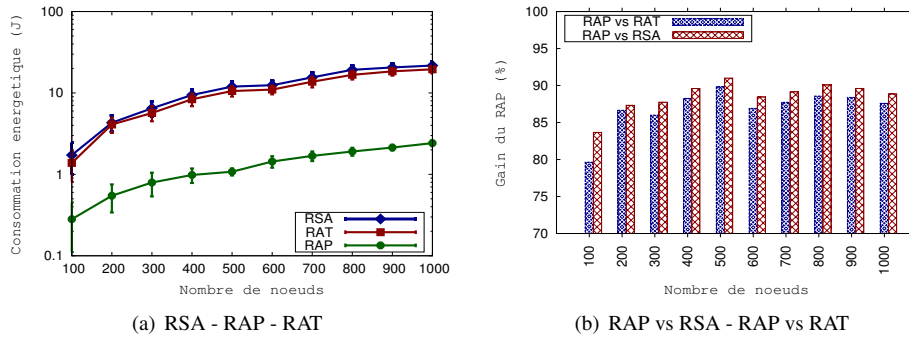 Consommation energetique (J)
100
10
1
0.1
RSA
RAT
RAP
100 200 300 400 500 600 700 800 900 1000
Nombre de noeuds
(a) RSA - RAP - RAT
Gain du RAP (%)
100
95
90
85
80
75
70
RAP vs RAT
RAP vs RSA
100 200 300 400 500 600 700 800 900 1000
Nombre de noeuds
(b) RAP vs RSA - RAP vs RAT